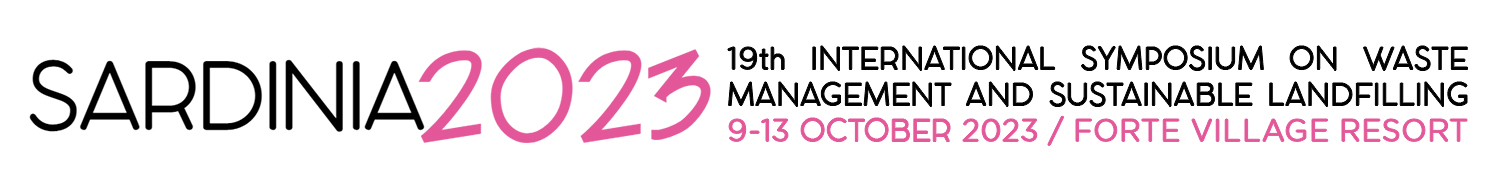 SARDINIA2023
19th INTERNATIONAL SYMPOSIUM ON WASTE
MANAGEMENT AND SUSTAINABLE LANDFILLING
9-13 OCTOBER 2023 / FORTE VILLAGE RESORT